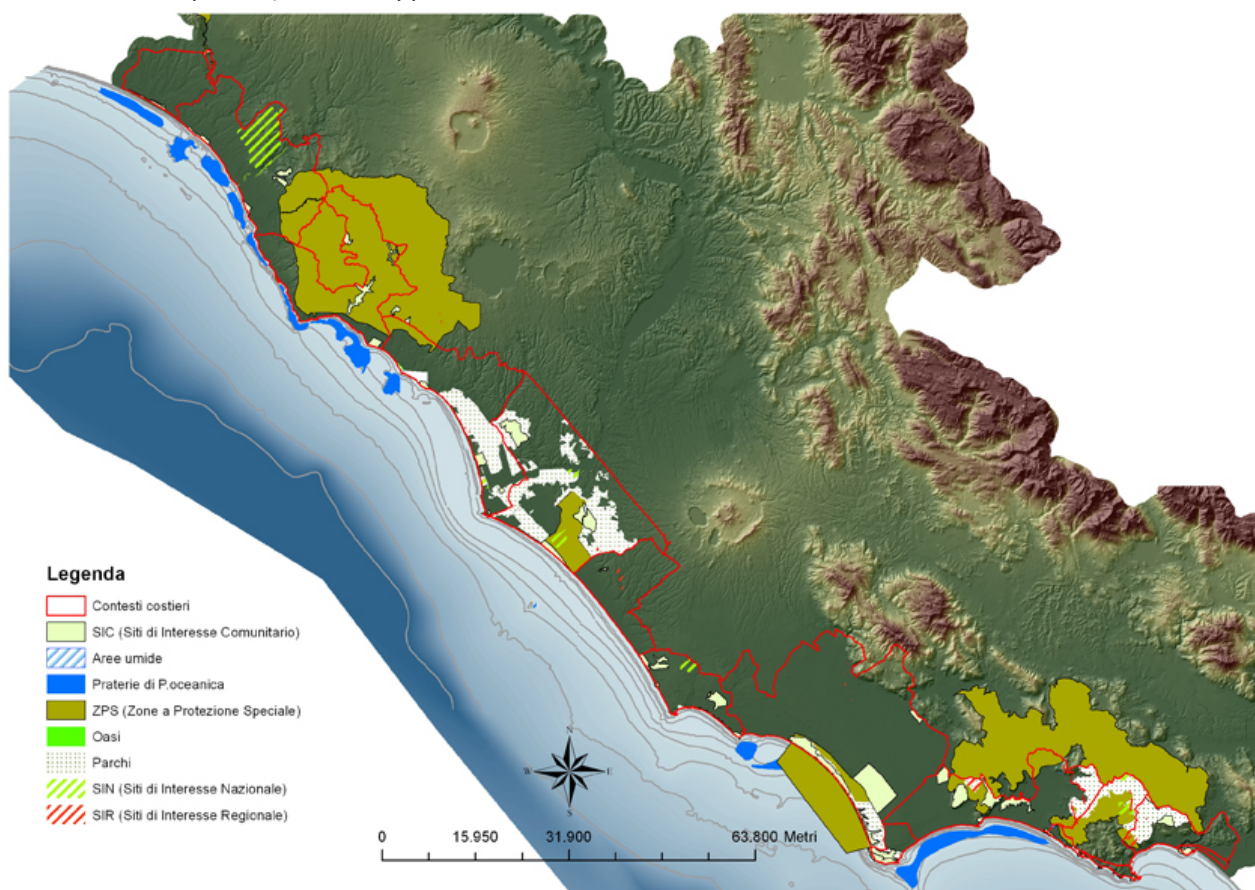 Legenda
Contesti costieri
SIC (Siti di Interesse Comunitario)
Aree umide
Praterie di P.oceanica
ZPS (Zone a Protezione Speciale)
Oasi
Parchi
SIN (Siti di Interesse Nazionale)
SIR (Siti di Interesse Regionale)
N
W E
S
0 15.950 31.900 63.800 Metri